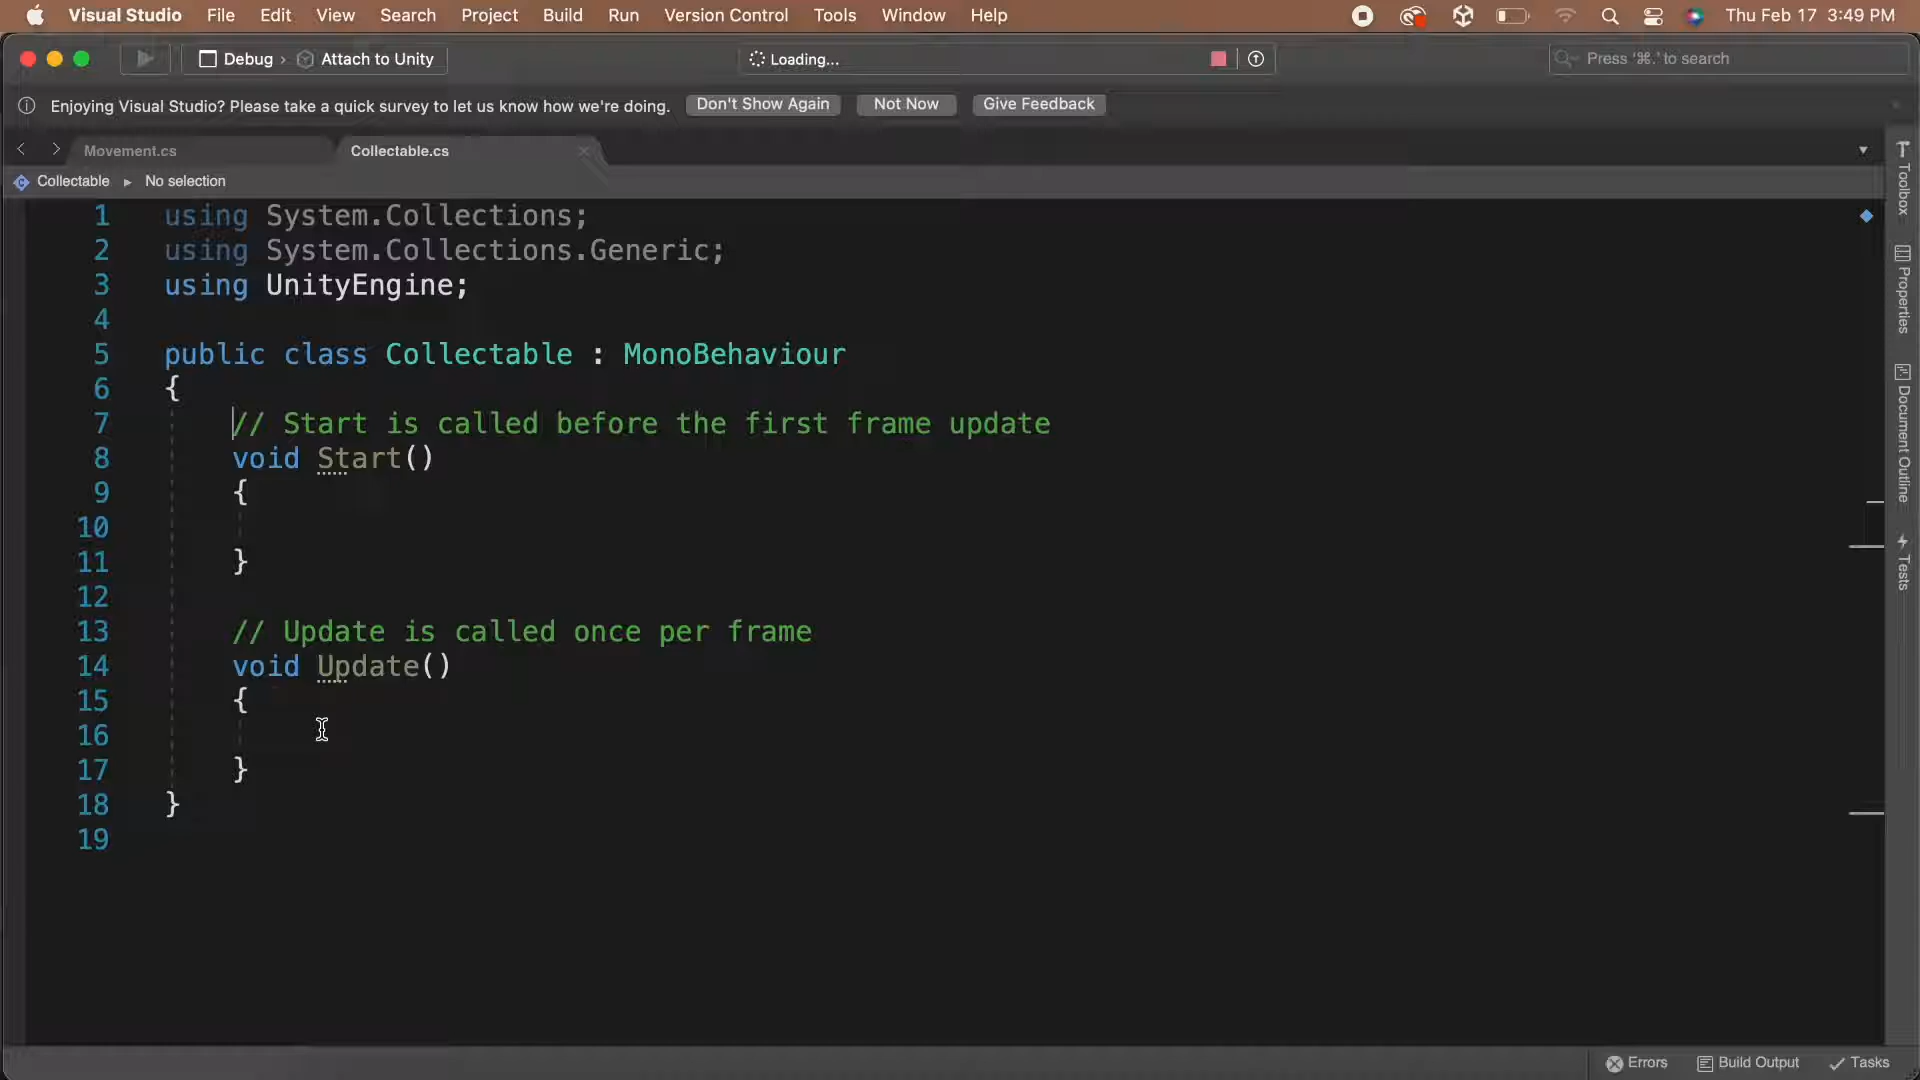 Visual Studio File Edit View Search Project Build Run Version Control Tools Window Help Thu Feb 17 3:49 PM
Debug › Attach to Unity Loading... Press '⌘.' to search
Enjoying Visual Studio? Please take a quick survey to let us know how we're doing. Don't Show Again Not Now Give Feedback
Movement.cs Collectable.cs
Collectable ▸ No selection
1 using System.Collections;
2 using System.Collections.Generic;
3 using UnityEngine;
4
5 public class Collectable : MonoBehaviour
6 {
7 // Start is called before the first frame update
8 void Start()
9 {
10
11 }
12
13 // Update is called once per frame
14 void Update()
15 {
16
17 }
18 }
19
Toolbox
Properties
Document Outline
Tests
Errors Build Output Tasks